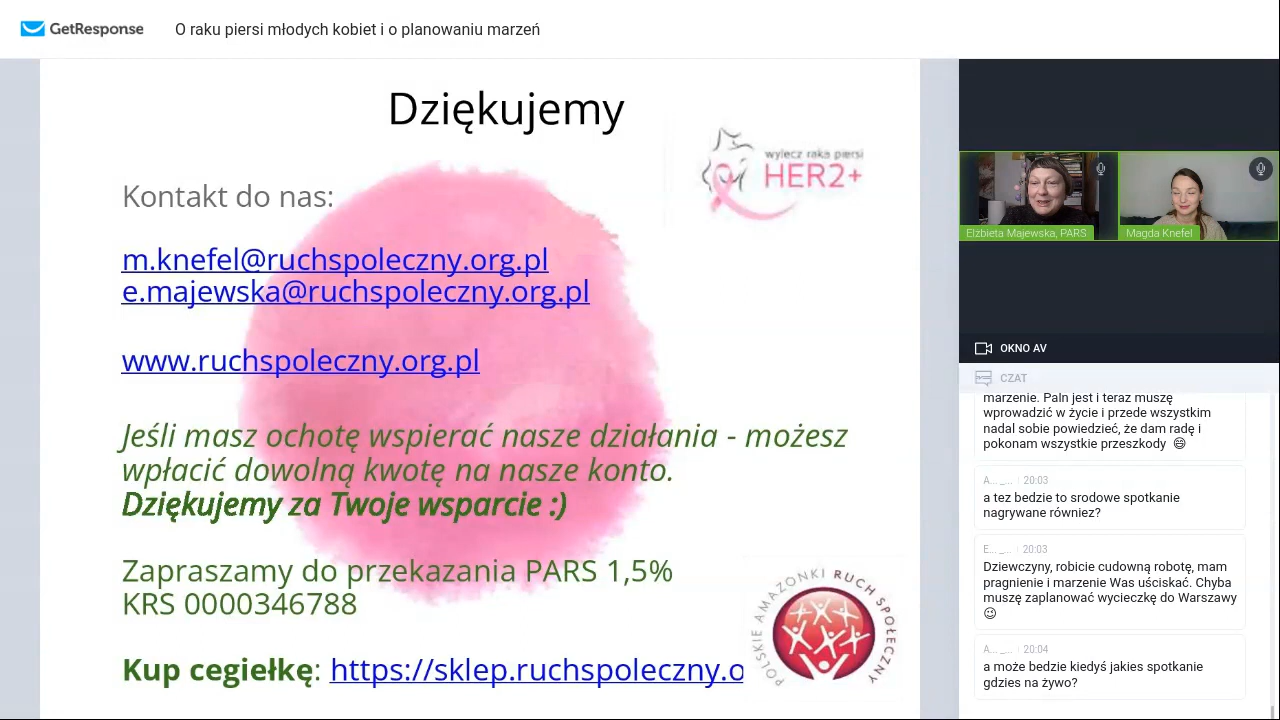 GetResponse
O raku piersi młodych kobiet i o planowaniu marzeń
Dziękujemy
wylecz raka piersi
HER2+
Kontakt do nas:
m.knefel@ruchspoleczny.org.pl
e.majewska@ruchspoleczny.org.pl
www.ruchspoleczny.org.pl
Jeśli masz ochotę wspierać nasze działania - możesz
wpłacić dowolną kwotę na nasze konto.
Dziękujemy za Twoje wsparcie :)
Zapraszamy do przekazania PARS 1,5%
KRS 0000346788
Kup cegiełkę: https://sklep.ruchspoleczny.o
POLSKIE AMAZONKI RUCH SPOŁECZNY
Elżbieta Majewska, PARS
Magda Knefel
OKNO AV
CZAT
marzenie. Paln jest i teraz muszę
wprowadzić w życie i przede wszystkim
nadal sobie powiedzieć, że dam radę i
pokonam wszystkie przeszkody 😄
A... _... 20:03
a tez bedzie to srodowe spotkanie
nagrywane równiez?
E... _... 20:03
Dziewczyny, robicie cudowną robotę, mam
pragnienie i marzenie Was uściskać. Chyba
muszę zaplanować wycieczkę do Warszawy
😉
A... _... 20:04
a może bedzie kiedyś jakies spotkanie
gdzies na żywo?